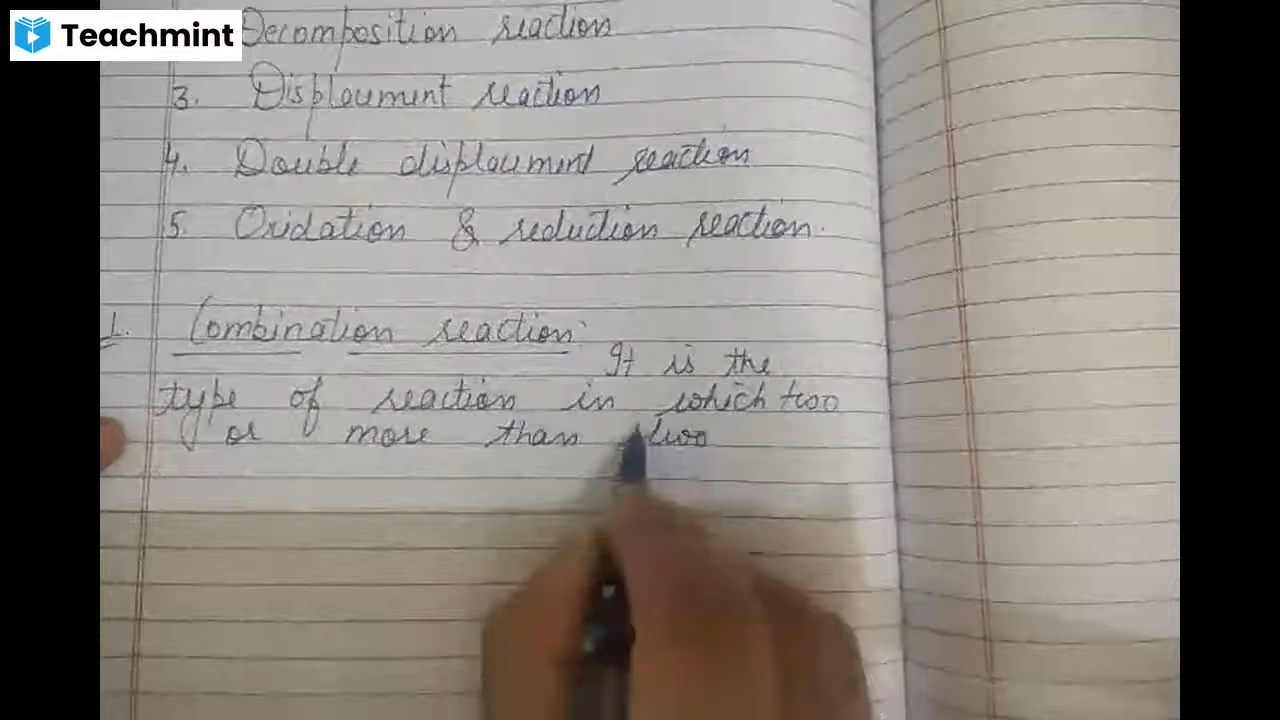 Teachmint
Decomposition reaction
3. Displacement reaction
4. Double displacement reaction
5. Oxidation & reduction reaction.
1. Combination reaction:
It is the
type of reaction in which two
or more than two